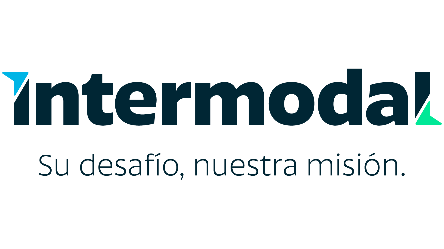 Intermodal
Su desafío, nuestra misión.